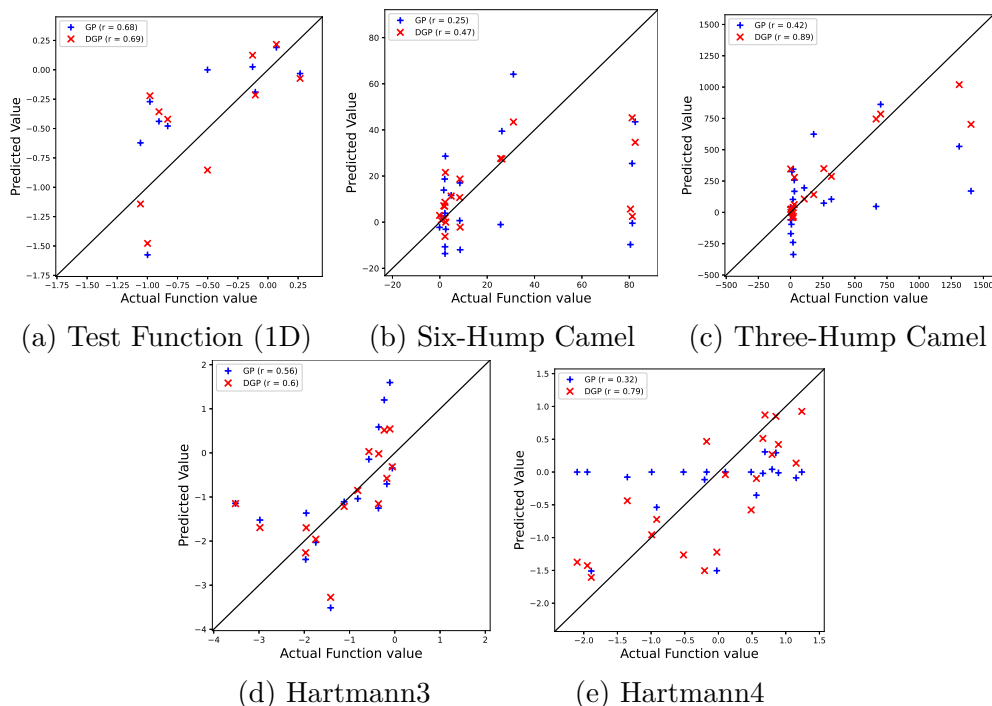 GP (r = 0.68)
DGP (r = 0.69)
Predicted Value
0.25
0.00
−0.25
−0.50
−0.75
−1.00
−1.25
−1.50
−1.75
−1.75 −1.50 −1.25 −1.00 −0.75 −0.50 −0.25 0.00 0.25
Actual Function value
(a) Test Function (1D)
GP (r = 0.25)
DGP (r = 0.47)
Predicted Value
80
60
40
20
0
−20
−20 0 20 40 60 80
Actual Function value
(b) Six-Hump Camel
GP (r = 0.42)
DGP (r = 0.89)
Predicted Value
1500
1250
1000
750
500
250
0
−250
−500
−500 −250 0 250 500 750 1000 1250 1500
Actual Function value
(c) Three-Hump Camel
GP (r = 0.56)
DGP (r = 0.6)
Predicted Value
2
1
0
−1
−2
−3
−4
−4 −3 −2 −1 0 1 2
Actual Function value
(d) Hartmann3
GP (r = 0.32)
DGP (r = 0.79)
Predicted Value
1.5
1.0
0.5
0.0
−0.5
−1.0
−1.5
−2.0
−2.0 −1.5 −1.0 −0.5 0.0 0.5 1.0 1.5
Actual Function value
(e) Hartmann4